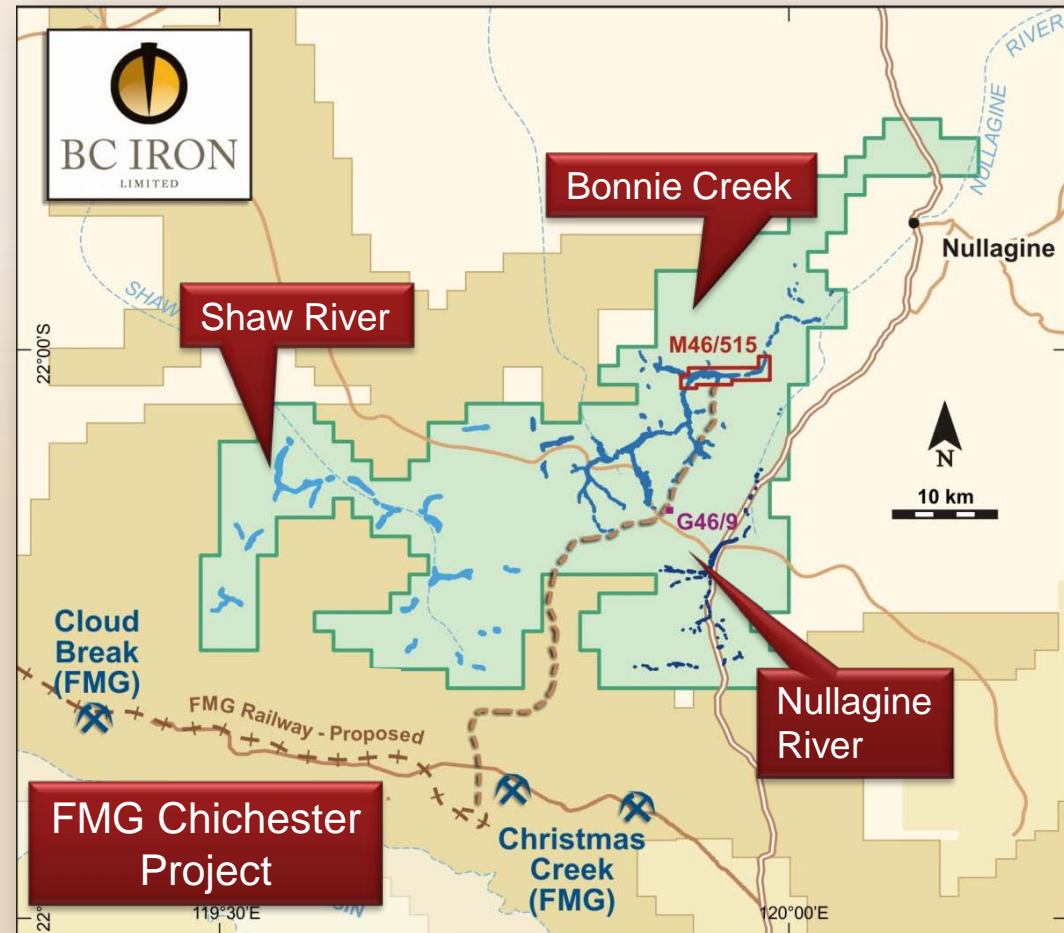 BC IRON
LIMITED
RIVER
NULLAGINE
Bonnie Creek
Nullagine
SHAW
Shaw River
22°00'S
M46/515
N
10 km
G46/9
Cloud
Break
(FMG)
FMG Railway - Proposed
Nullagine
River
FMG Chichester
Project
Christmas
Creek
(FMG)
119°30'E
120°00'E